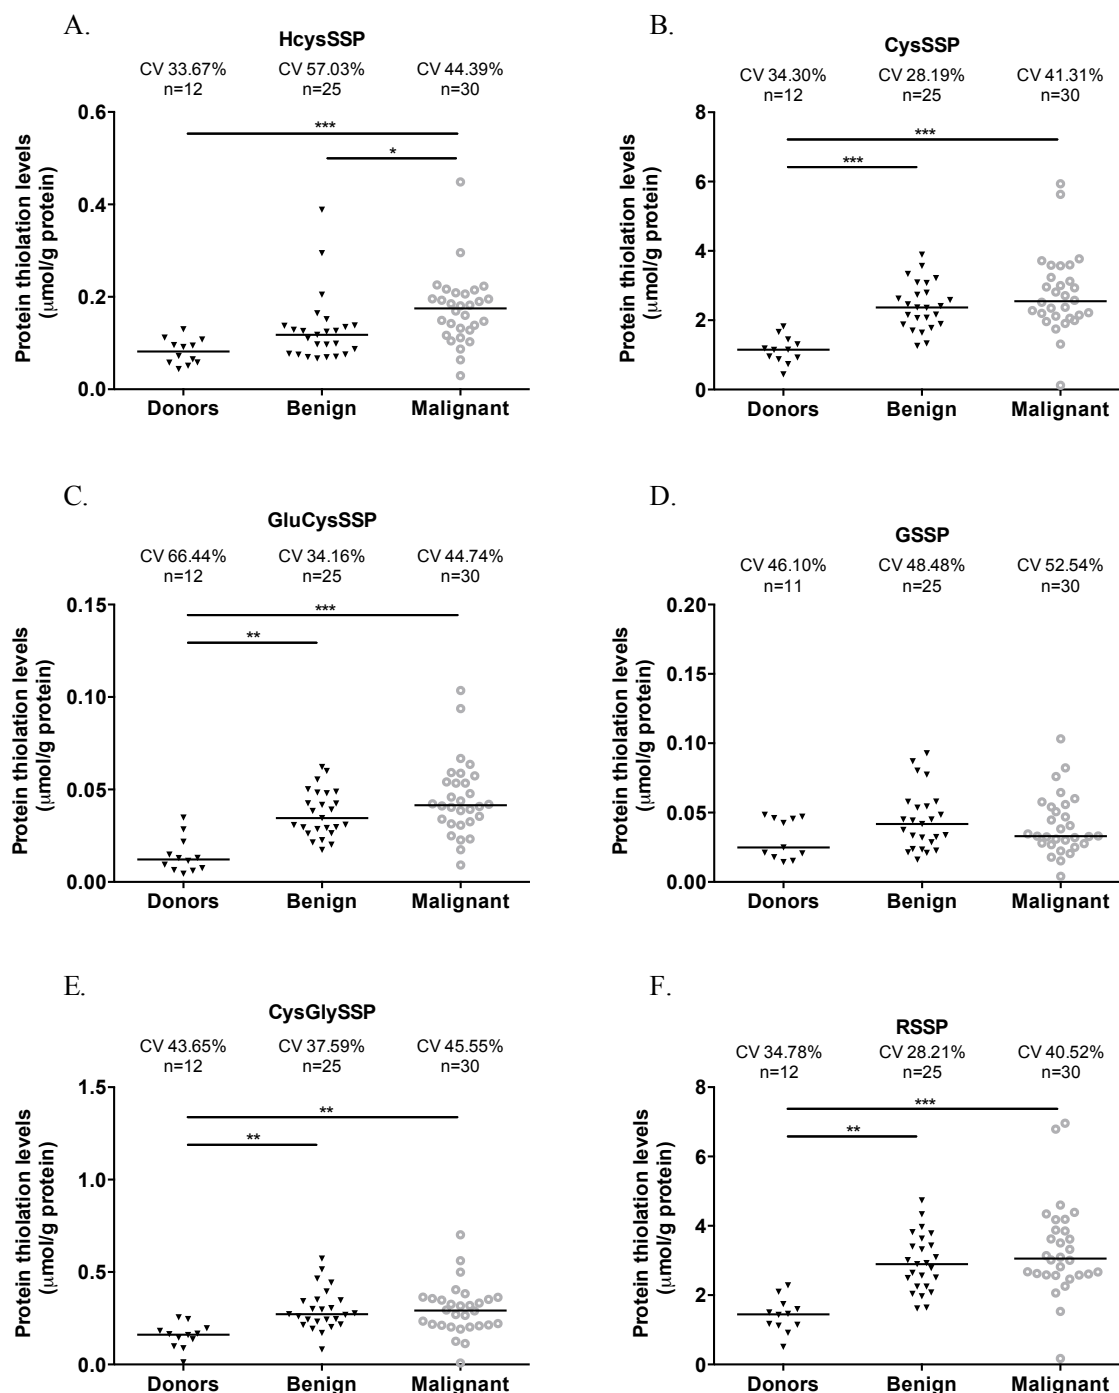 A.
HcysSSP
CV 33.67% CV 57.03% CV 44.39%
n=12 n=25 n=30
Protein thiolation levels
(µmol/g protein)
0.6
***
*
0.4
0.2
0.0
Donors Benign Malignant
B.
CysSSP
CV 34.30% CV 28.19% CV 41.31%
n=12 n=25 n=30
Protein thiolation levels
(µmol/g protein)
8
***
***
6
4
2
0
Donors Benign Malignant
C.
GluCysSSP
CV 66.44% CV 34.16% CV 44.74%
n=12 n=25 n=30
Protein thiolation levels
(µmol/g protein)
0.15
***
**
0.10
0.05
0.00
Donors Benign Malignant
D.
GSSP
CV 46.10% CV 48.48% CV 52.54%
n=11 n=25 n=30
Protein thiolation levels
(µmol/g protein)
0.20
0.15
0.10
0.05
0.00
Donors Benign Malignant
E.
CysGlySSP
CV 43.65% CV 37.59% CV 45.55%
n=12 n=25 n=30
Protein thiolation levels
(µmol/g protein)
1.5
**
**
1.0
0.5
0.0
Donors Benign Malignant
F.
RSSP
CV 34.78% CV 28.21% CV 40.52%
n=12 n=25 n=30
Protein thiolation levels
(µmol/g protein)
8
***
**
6
4
2
0
Donors Benign Malignant